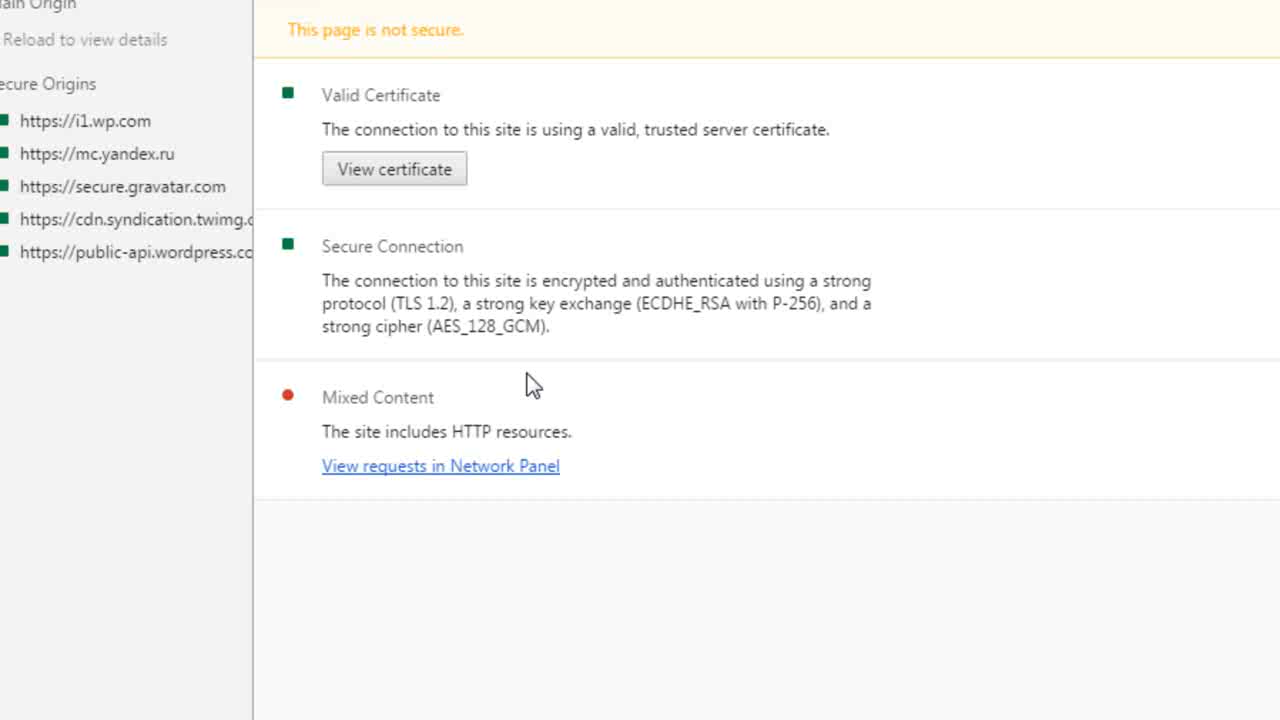 Main Origin
Reload to view details
Secure Origins
https://i1.wp.com
https://mc.yandex.ru
https://secure.gravatar.com
https://cdn.syndication.twimg.c
https://public-api.wordpress.co
This page is not secure.
Valid Certificate
The connection to this site is using a valid, trusted server certificate.
View certificate
Secure Connection
The connection to this site is encrypted and authenticated using a strong
protocol (TLS 1.2), a strong key exchange (ECDHE_RSA with P-256), and a
strong cipher (AES_128_GCM).
Mixed Content
The site includes HTTP resources.
View requests in Network Panel